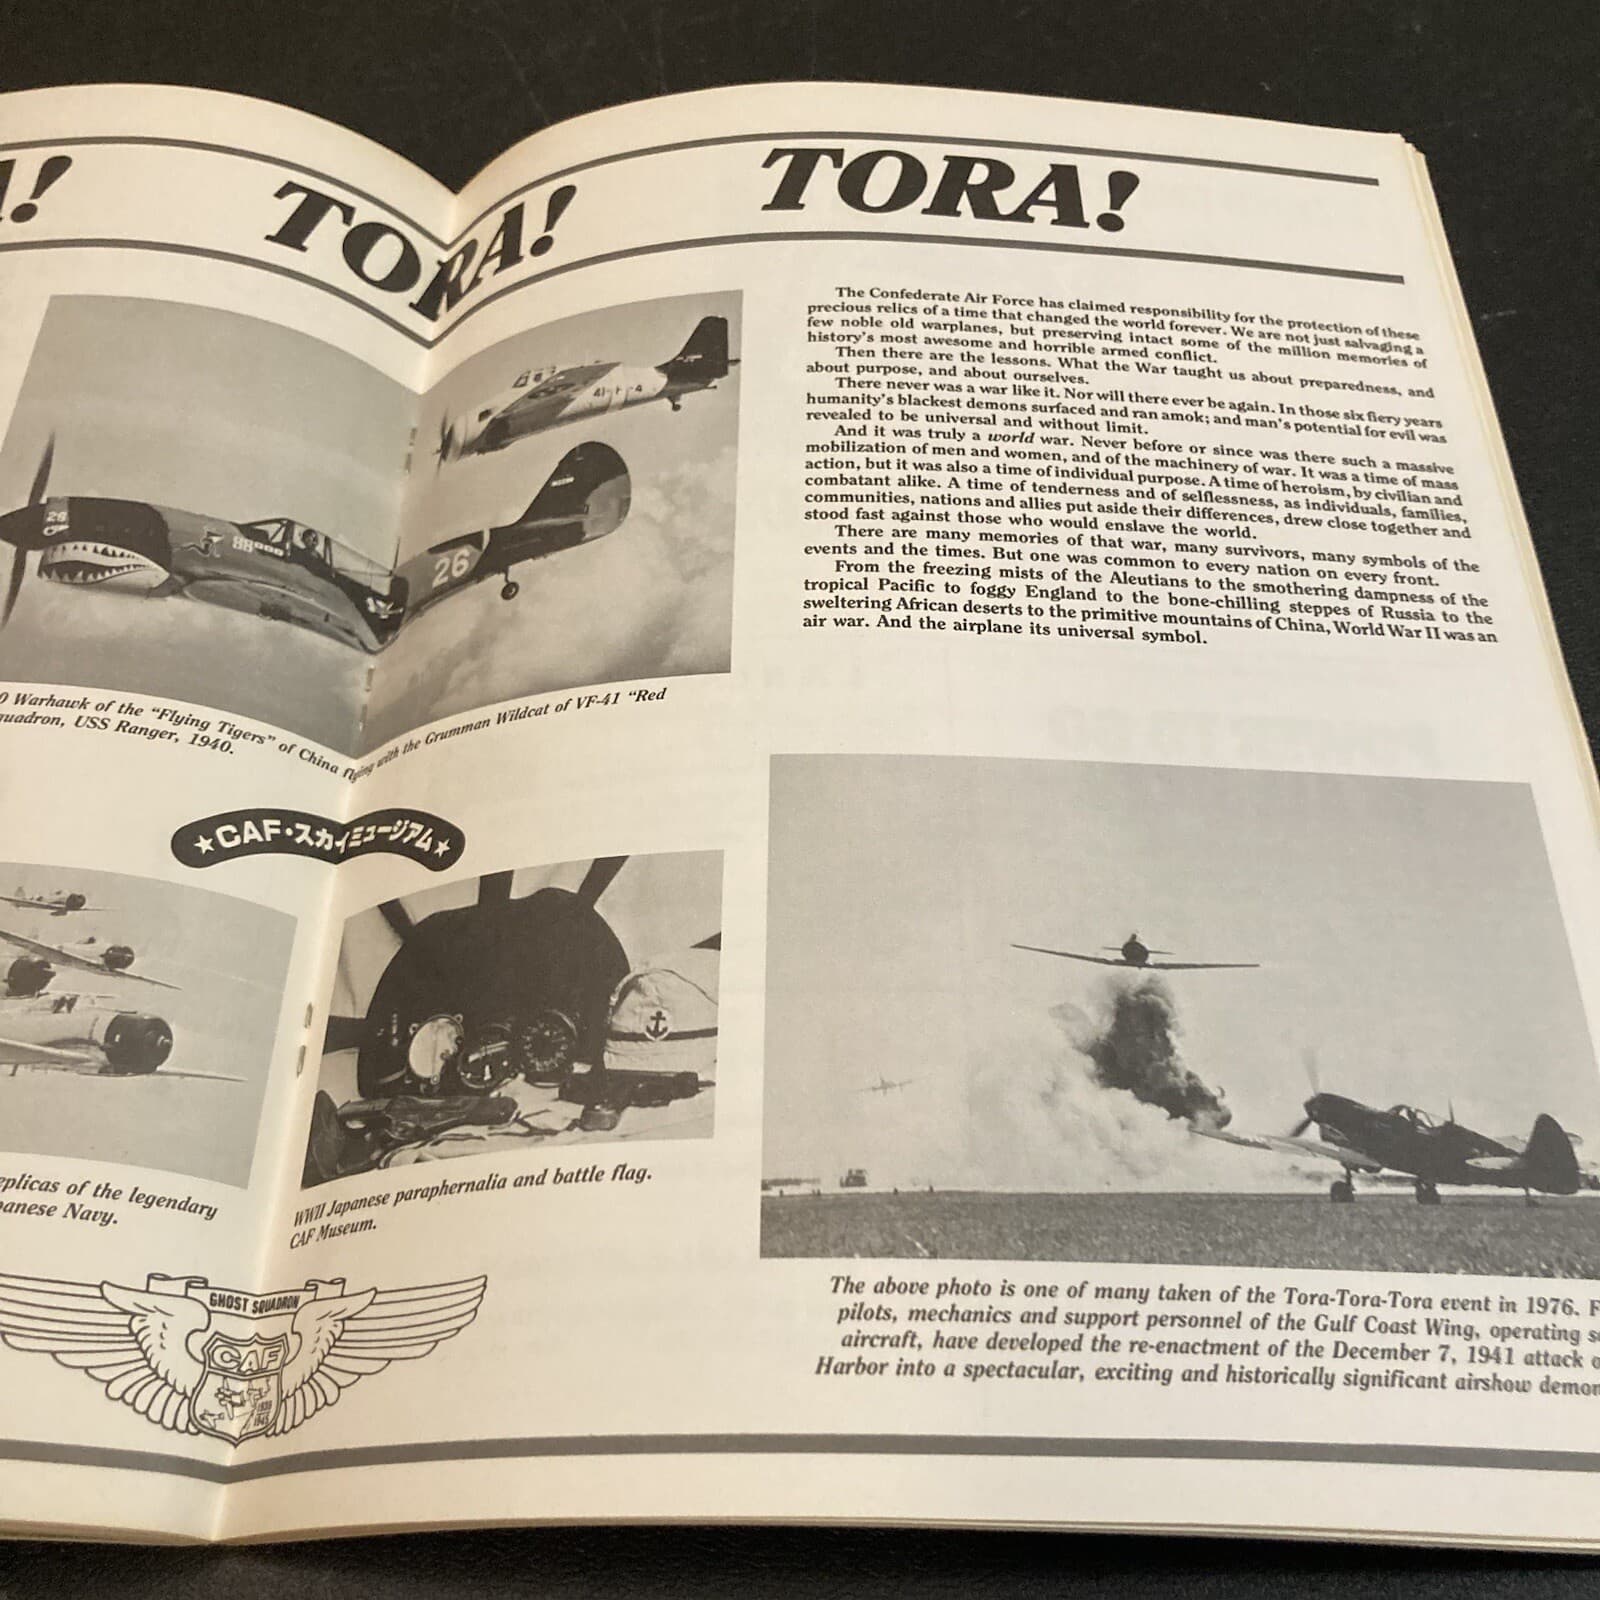 !
TORA!
TORA!
26
88
26
41-F-4
The Confederate Air Force has claimed responsibility for the protection of these
precious relics of a time that changed the world forever. We are not just salvaging a
few noble old warplanes, but preserving intact some of the million memories of
history's most awesome and horrible armed conflict.
Then there are the lessons. What the War taught us about preparedness, and
about purpose, and about ourselves.
There never was a war like it. Nor will there ever be again. In those six fiery years
humanity's blackest demons surfaced and ran amok; and man's potential for evil was
revealed to be universal and without limit.
And it was truly a world war. Never before or since was there such a massive
mobilization of men and women, and of the machinery of war. It was a time of mass
action, but it was also a time of individual purpose. A time of heroism, by civilian and
combatant alike. A time of tenderness and of selflessness, as individuals, families,
communities, nations and allies put aside their differences, drew close together and
stood fast against those who would enslave the world.
There are many memories of that war, many survivors, many symbols of the
events and the times. But one was common to every nation on every front.
From the freezing mists of the Aleutians to the smothering dampness of the
tropical Pacific to foggy England to the bone-chilling steppes of Russia to the
sweltering African deserts to the primitive mountains of China, World War II was an
air war. And the airplane its universal symbol.
0 Warhawk of the "Flying Tigers" of China flying with the Grumman Wildcat of VF-41 "Red
quadron, USS Ranger, 1940.
★CAF・スカイミュージアム★
eplicas of the legendary
panese Navy.
WWII Japanese paraphernalia and battle flag.
CAF Museum.
GHOST SQUADRON
CAF
1939
1945
The above photo is one of many taken of the Tora-Tora-Tora event in 1976. F
pilots, mechanics and support personnel of the Gulf Coast Wing, operating s
aircraft, have developed the re-enactment of the December 7, 1941 attack o
Harbor into a spectacular, exciting and historically significant airshow demon